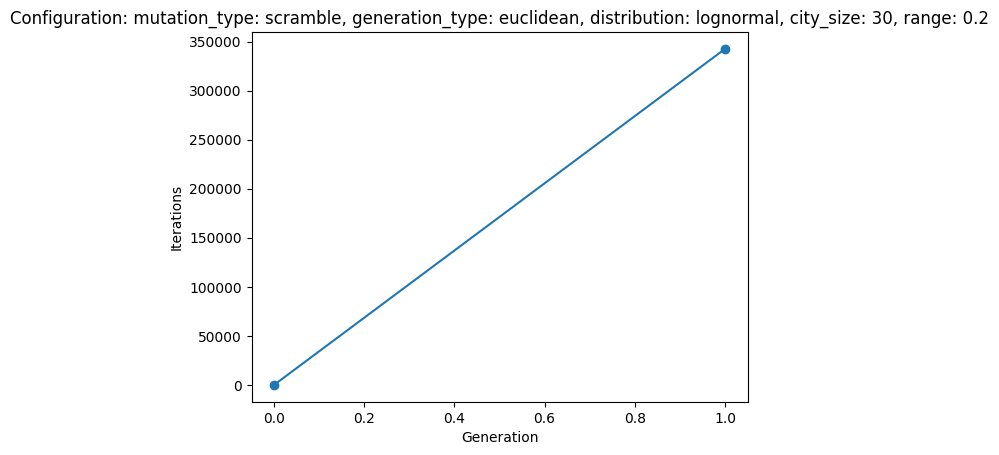 Configuration: mutation_type: scramble, generation_type: euclidean, distribution: lognormal, city_size: 30, range: 0.2
350000
300000
250000
200000
150000
100000
50000
0
Iterations
0.0 0.2 0.4 0.6 0.8 1.0
Generation